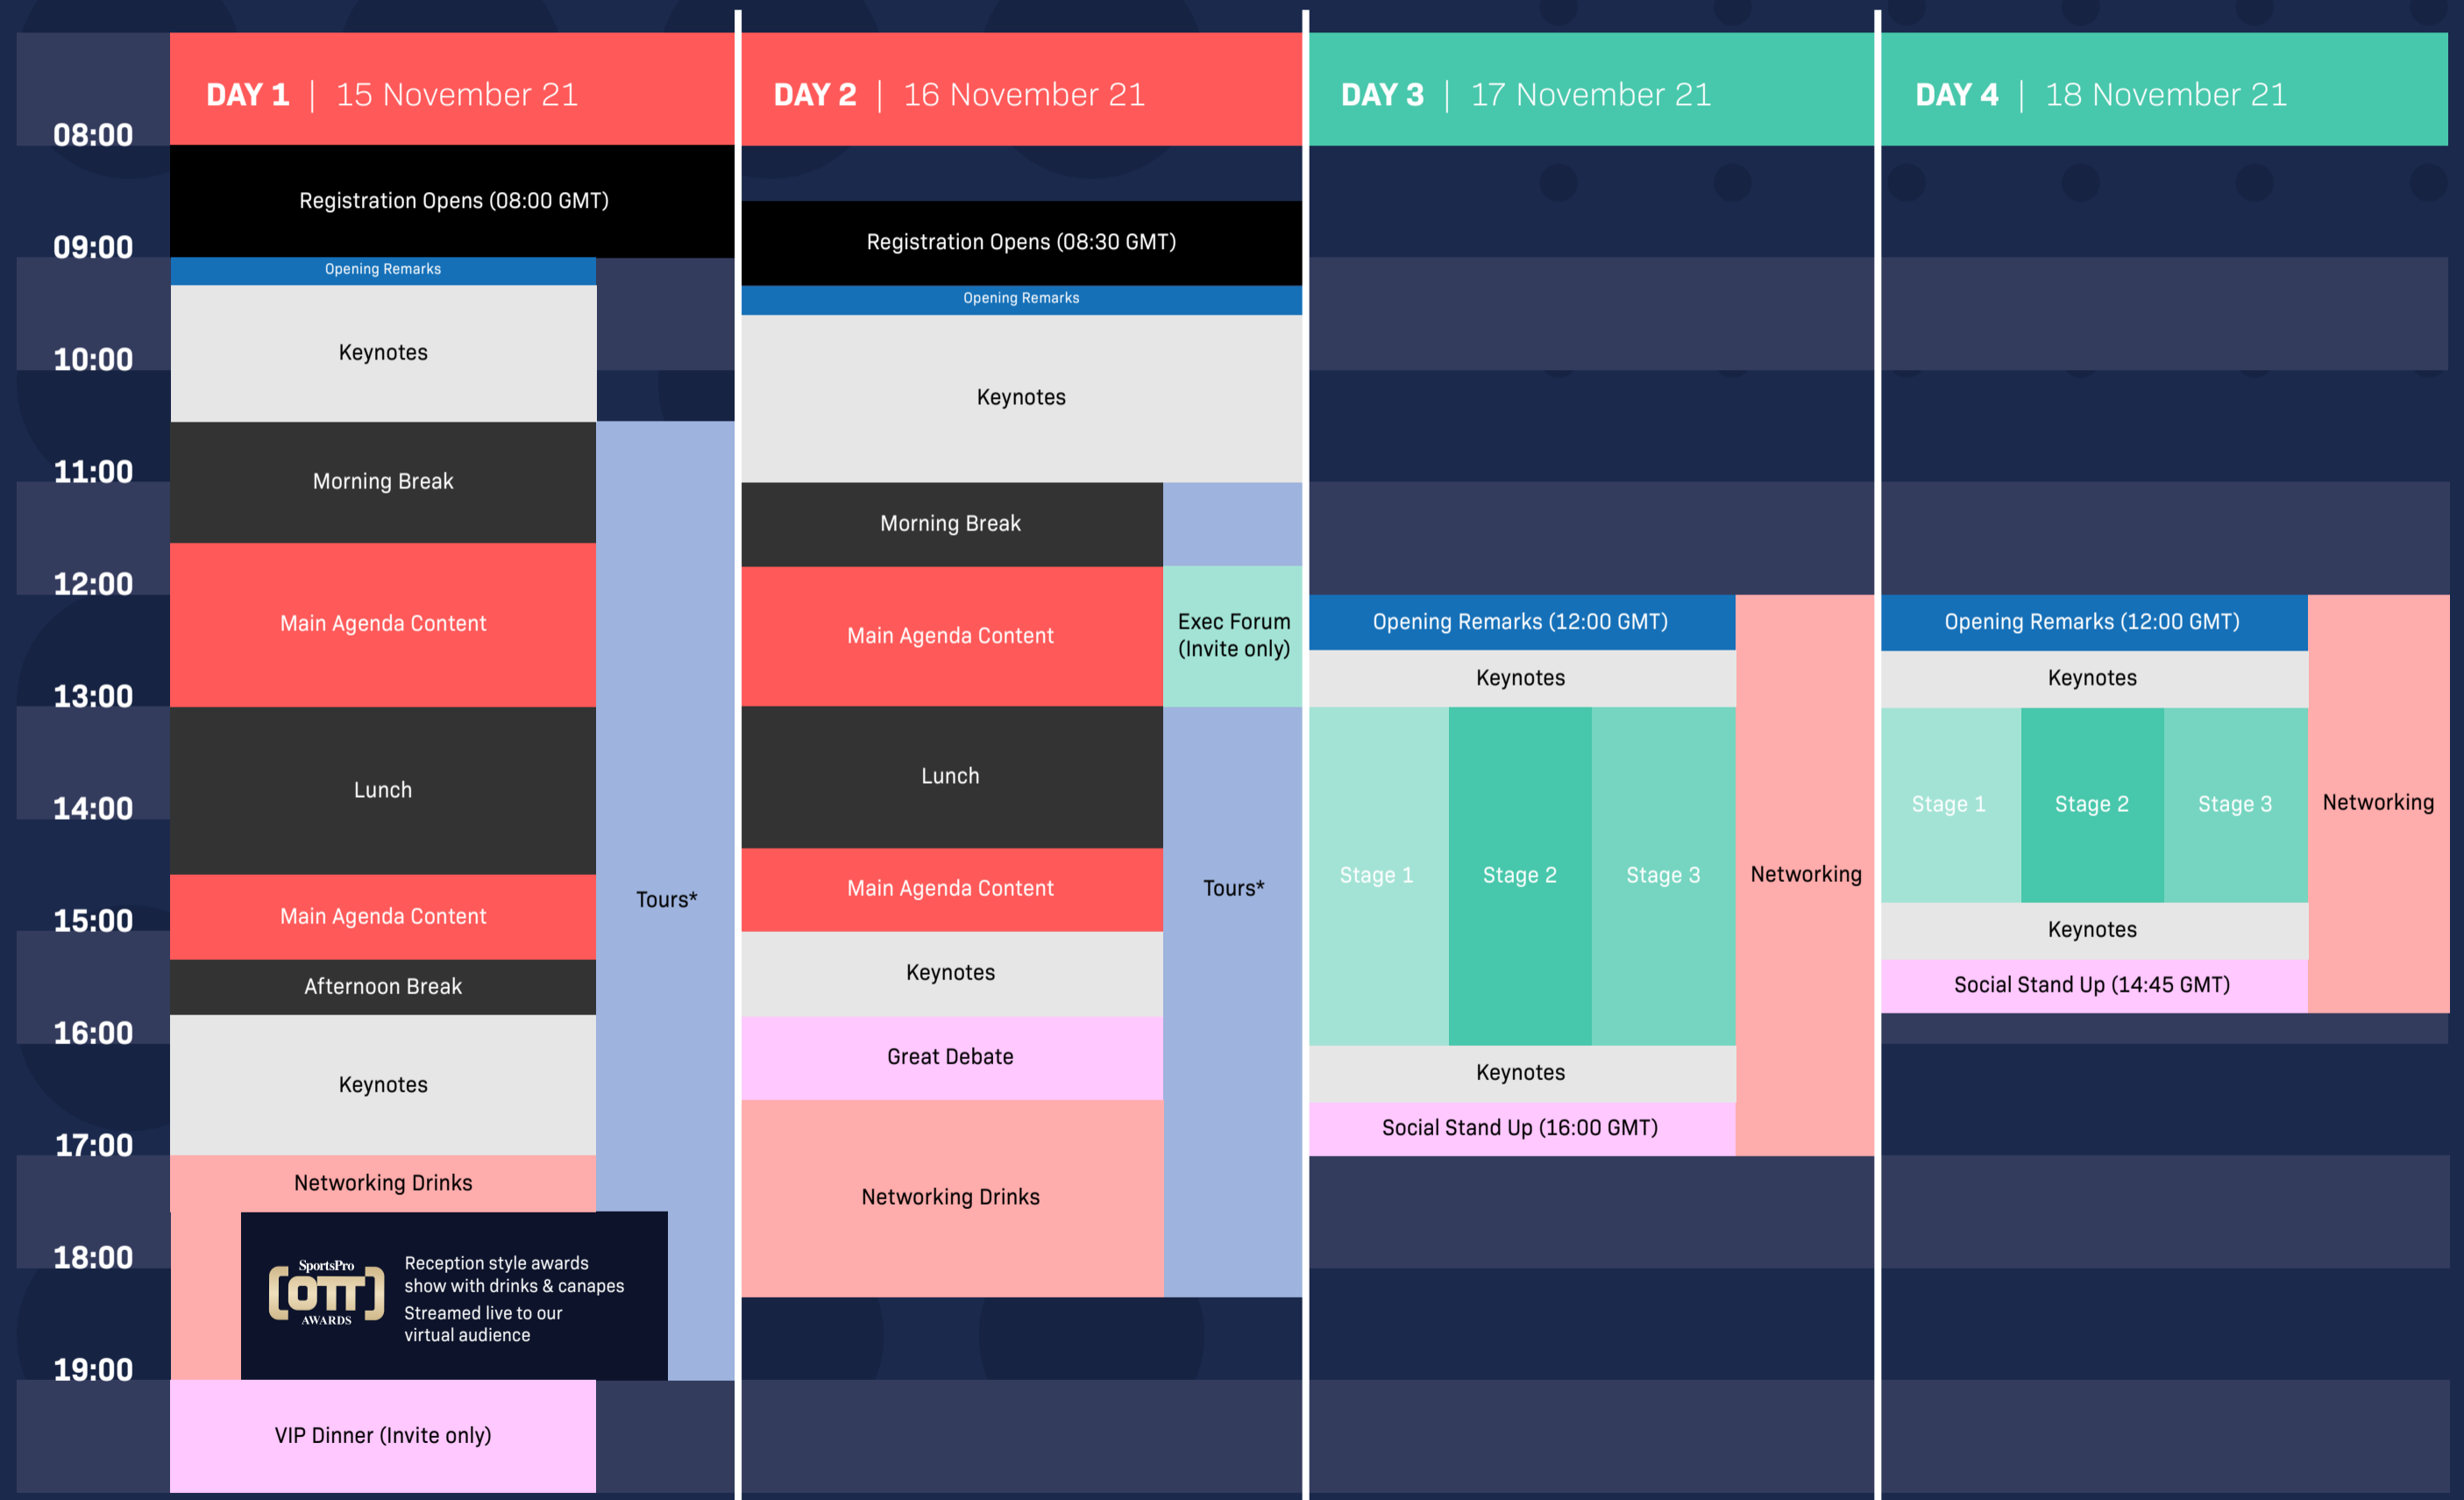 DAY 1 | 15 November 21
DAY 2 | 16 November 21
DAY 3 | 17 November 21
DAY 4 | 18 November 21
08:00
09:00
10:00
11:00
12:00
13:00
14:00
15:00
16:00
17:00
18:00
19:00
Registration Opens (08:00 GMT)
Opening Remarks
Keynotes
Morning Break
Main Agenda Content
Lunch
Main Agenda Content
Afternoon Break
Keynotes
Networking Drinks
Tours*
SportsPro
OTT
AWARDS
Reception style awards
show with drinks & canapes
Streamed live to our
virtual audience
VIP Dinner (Invite only)
Registration Opens (08:30 GMT)
Opening Remarks
Keynotes
Morning Break
Main Agenda Content
Exec Forum
(Invite only)
Lunch
Main Agenda Content
Tours*
Keynotes
Great Debate
Networking Drinks
Opening Remarks (12:00 GMT)
Keynotes
Stage 1
Stage 2
Stage 3
Networking
Keynotes
Social Stand Up (16:00 GMT)
Opening Remarks (12:00 GMT)
Keynotes
Stage 1
Stage 2
Stage 3
Networking
Keynotes
Social Stand Up (14:45 GMT)